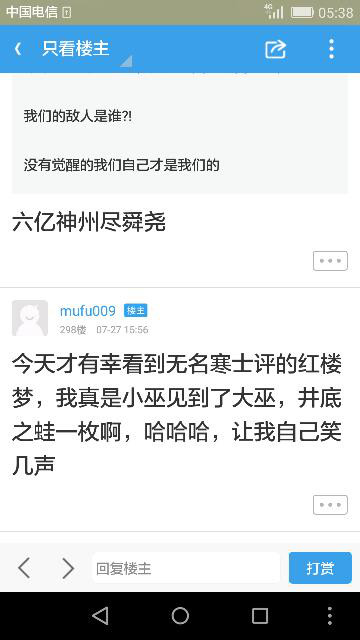 中国电信
4G
05:38
只看楼主
我们的敌人是谁?!
没有觉醒的我们自己才是我们的
六亿神州尽舜尧
mufu009 楼主
298楼 07-27 15:56
今天才有幸看到无名寒士评的红楼
梦，我真是小巫见到了大巫，井底
之蛙一枚啊，哈哈哈，让我自己笑
几声
回复楼主
打赏